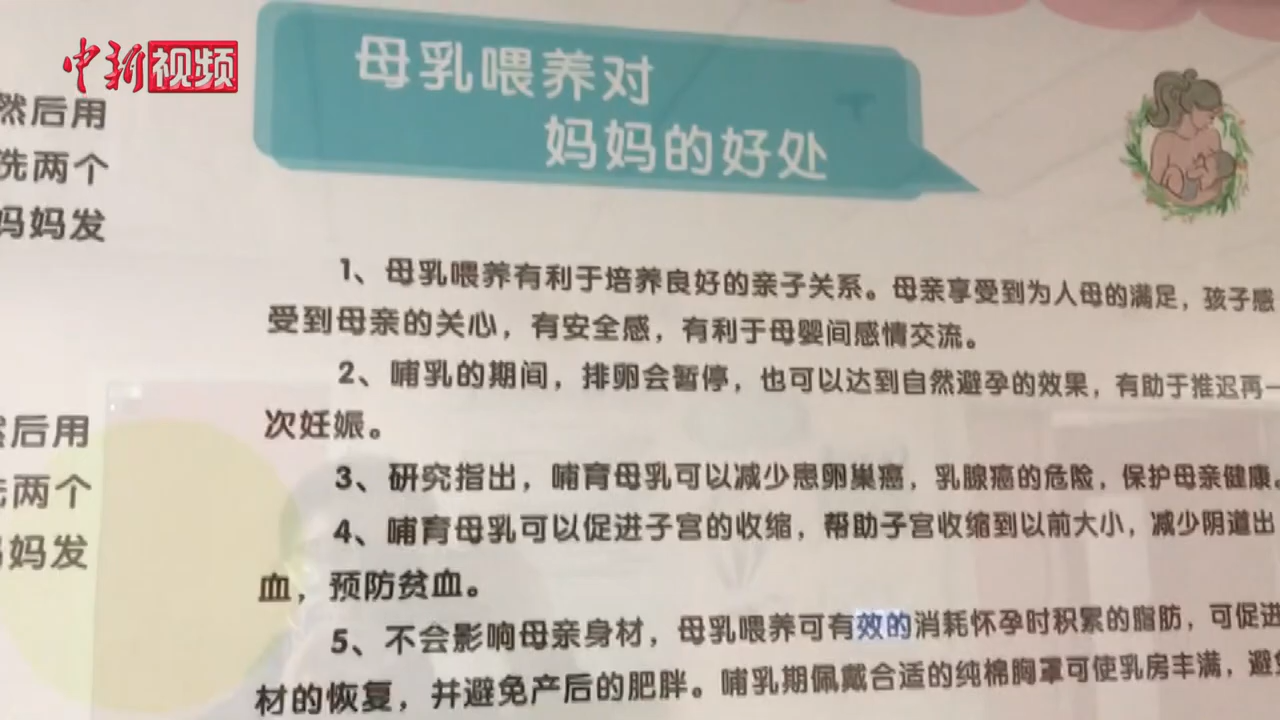 中新视频
母乳喂养对
妈妈的好处
然后用
洗两个
妈妈发
1、母乳喂养有利于培养良好的亲子关系。母亲享受到为人母的满足，孩子感
受到母亲的关心，有安全感，有利于母婴间感情交流。
2、哺乳的期间，排卵会暂停，也可以达到自然避孕的效果，有助于推迟再一
次妊娠。
3、研究指出，哺育母乳可以减少患卵巢癌，乳腺癌的危险，保护母亲健康。
4、哺育母乳可以促进子宫的收缩，帮助子宫收缩到以前大小，减少阴道出
血，预防贫血。
5、不会影响母亲身材，母乳喂养可有效的消耗怀孕时积累的脂肪，可促进
材的恢复，并避免产后的肥胖。哺乳期佩戴合适的纯棉胸罩可使乳房丰满，避免
然后用
洗两个
妈妈发